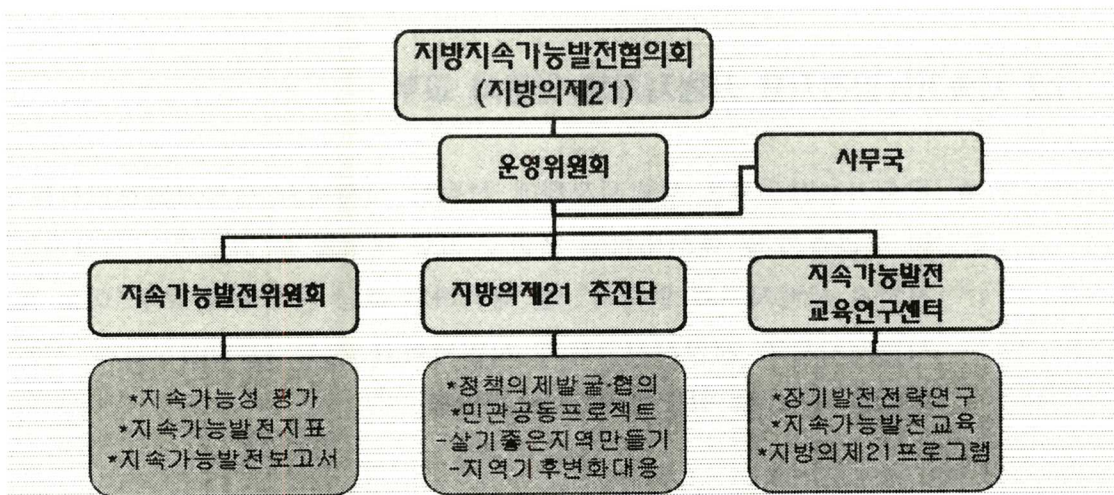 지방지속가능발전협의회
(지방의제21)
운영위원회
사무국
지속가능발전위원회
지방의제21 추진단
지속가능발전
교육연구센터
*지속가능성 평가
*지속가능발전지표
*지속가능발전보고서
*정책의제발굴·협의
*민관공동프로젝트
-살기좋은지역만들기
-지역기후변화대응
*장기발전전략연구
*지속가능발전교육
*지방의제21프로그램